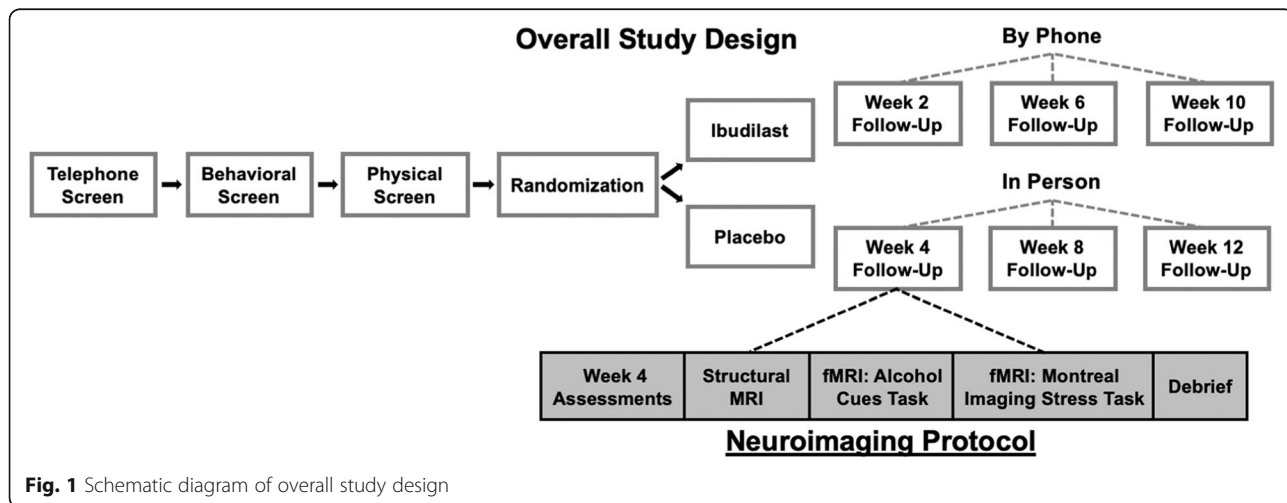 Overall Study Design
Telephone
Screen
Behavioral
Screen
Physical
Screen
Randomization
Ibudilast
Placebo
By Phone
Week 2
Follow-Up
Week 6
Follow-Up
Week 10
Follow-Up
In Person
Week 4
Follow-Up
Week 8
Follow-Up
Week 12
Follow-Up
Week 4
Assessments
Structural
MRI
fMRI: Alcohol
Cues Task
fMRI: Montreal
Imaging Stress Task
Debrief
Neuroimaging Protocol
Fig. 1 Schematic diagram of overall study design